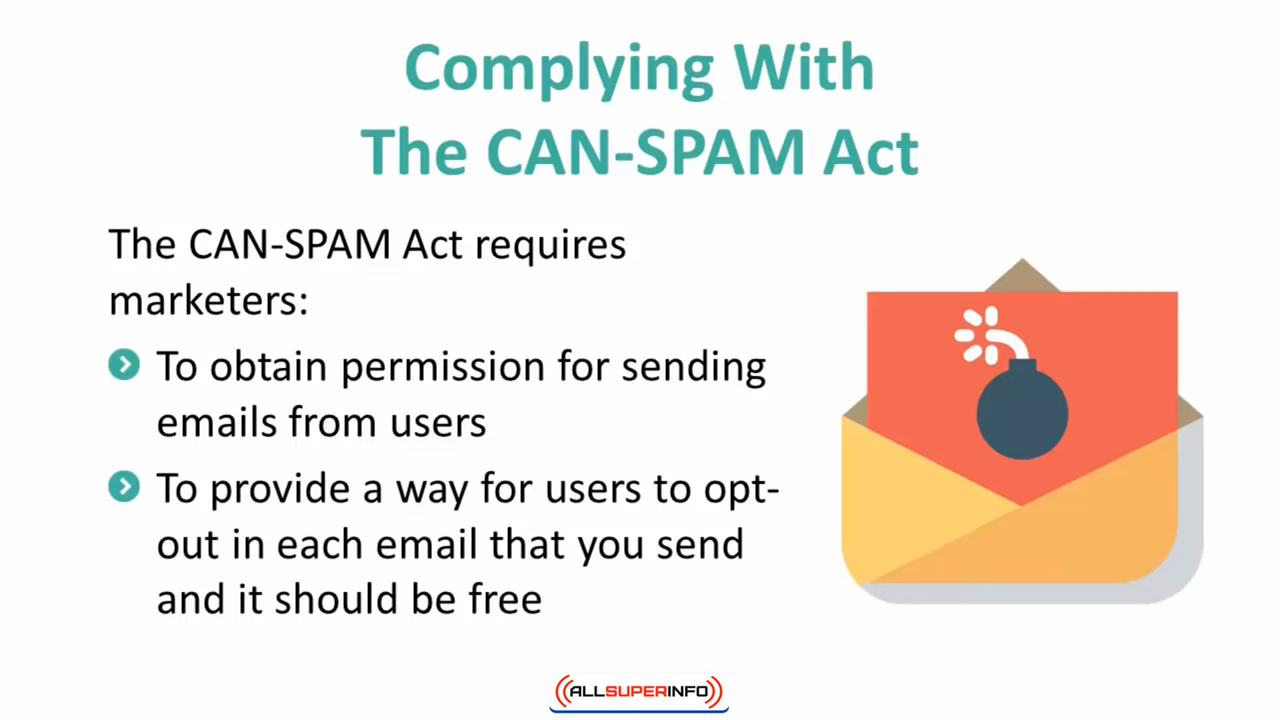 Complying With
The CAN-SPAM Act
The CAN-SPAM Act requires
marketers:
To obtain permission for sending
emails from users
To provide a way for users to opt-
out in each email that you send
and it should be free
ALLSUPERINFO